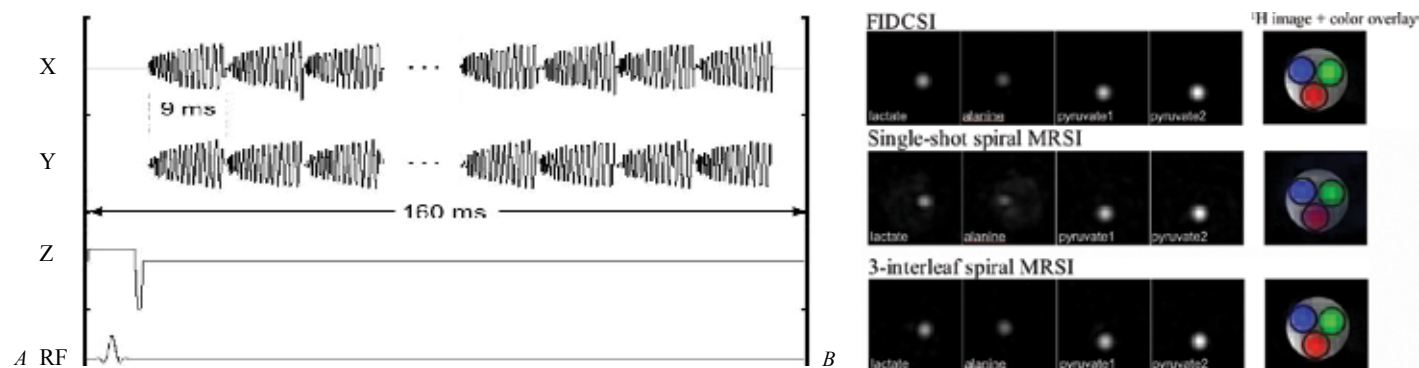 X
9 ms
Y
160 ms
Z
A RF
B
FIDCSI
¹H image + color overlay
lactate alanine pyruvate1 pyruvate2
Single-shot spiral MRSI
lactate alanine pyruvate1 pyruvate2
3-interleaf spiral MRSI
lactate alanine pyruvate1 pyruvate2